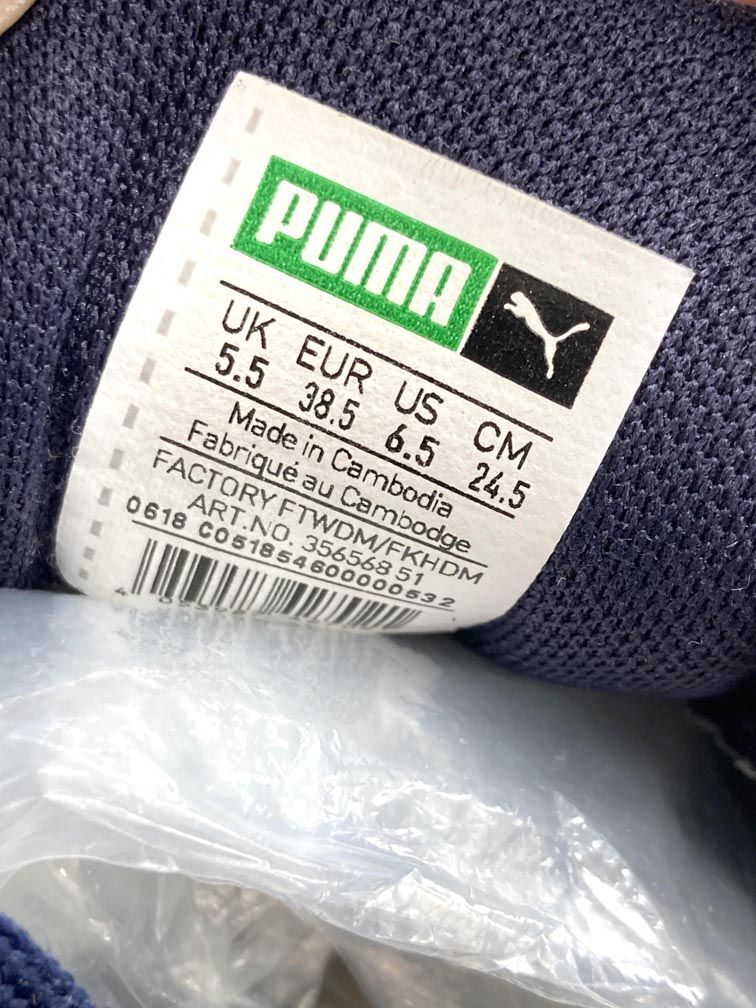 PUMA
UK EUR US CM
5.5 38.5 6.5 24.5
Made in Cambodia
Fabriqué au Cambodge
FACTORY FTWDM/FKHDM
ART.NO. 356568 51
0618 C051854600000632